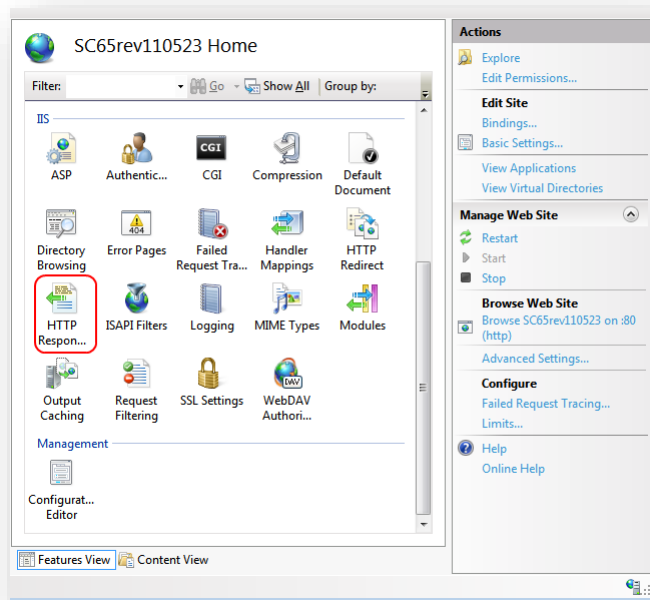 SC65rev110523 Home
Filter:
Go
Show All
Group by:
IIS
CGI
ASP
Authentic...
CGI
Compression
Default
Document
404
Directory
Browsing
Error Pages
Failed
Request Tra...
Handler
Mappings
HTTP
Redirect
HTTP
Respon...
ISAPI Filters
Logging
MIME Types
Modules
DAV
Output
Caching
Request
Filtering
SSL Settings
WebDAV
Authori...
Management
Configurat...
Editor
Features View
Content View
Actions
Explore
Edit Permissions...
Edit Site
Bindings...
Basic Settings...
View Applications
View Virtual Directories
Manage Web Site
Restart
Start
Stop
Browse Web Site
Browse SC65rev110523 on :80
(http)
Advanced Settings...
Configure
Failed Request Tracing...
Limits...
Help
Online Help